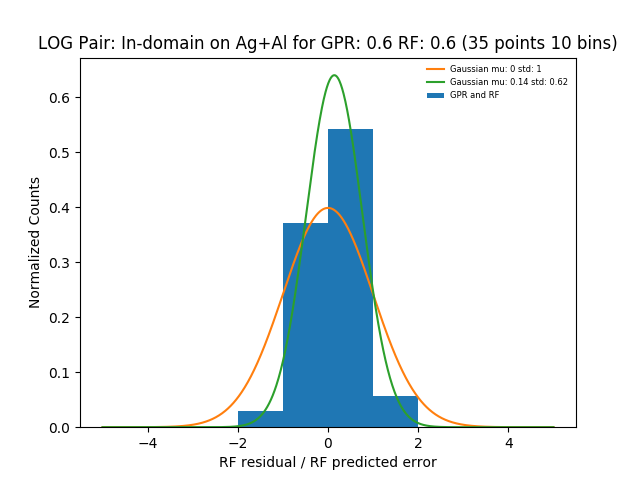 LOG Pair: In-domain on Ag+Al for GPR: 0.6 RF: 0.6 (35 points 10 bins)
Gaussian mu: 0 std: 1
Gaussian mu: 0.14 std: 0.62
GPR and RF
Normalized Counts
0.6
0.5
0.4
0.3
0.2
0.1
0.0
−4 −2 0 2 4
RF residual / RF predicted error